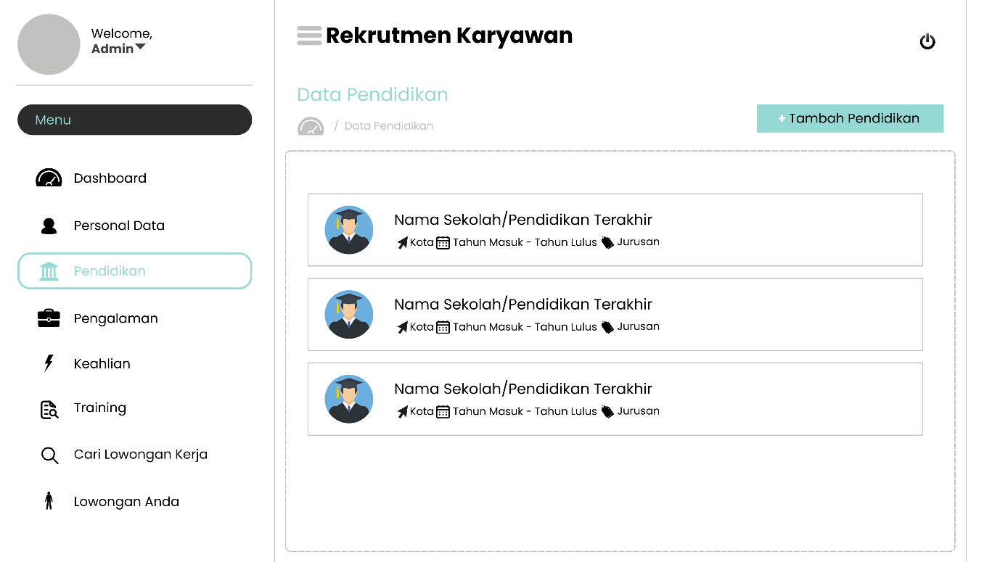 Welcome,
Admin
Menu
Dashboard
Personal Data
Pendidikan
Pengalaman
Keahlian
Training
Cari Lowongan Kerja
Lowongan Anda
Rekrutmen Karyawan
Data Pendidikan
/ Data Pendidikan
+ Tambah Pendidikan
Nama Sekolah/Pendidikan Terakhir
Kota Tahun Masuk - Tahun Lulus Jurusan
Nama Sekolah/Pendidikan Terakhir
Kota Tahun Masuk - Tahun Lulus Jurusan
Nama Sekolah/Pendidikan Terakhir
Kota Tahun Masuk - Tahun Lulus Jurusan